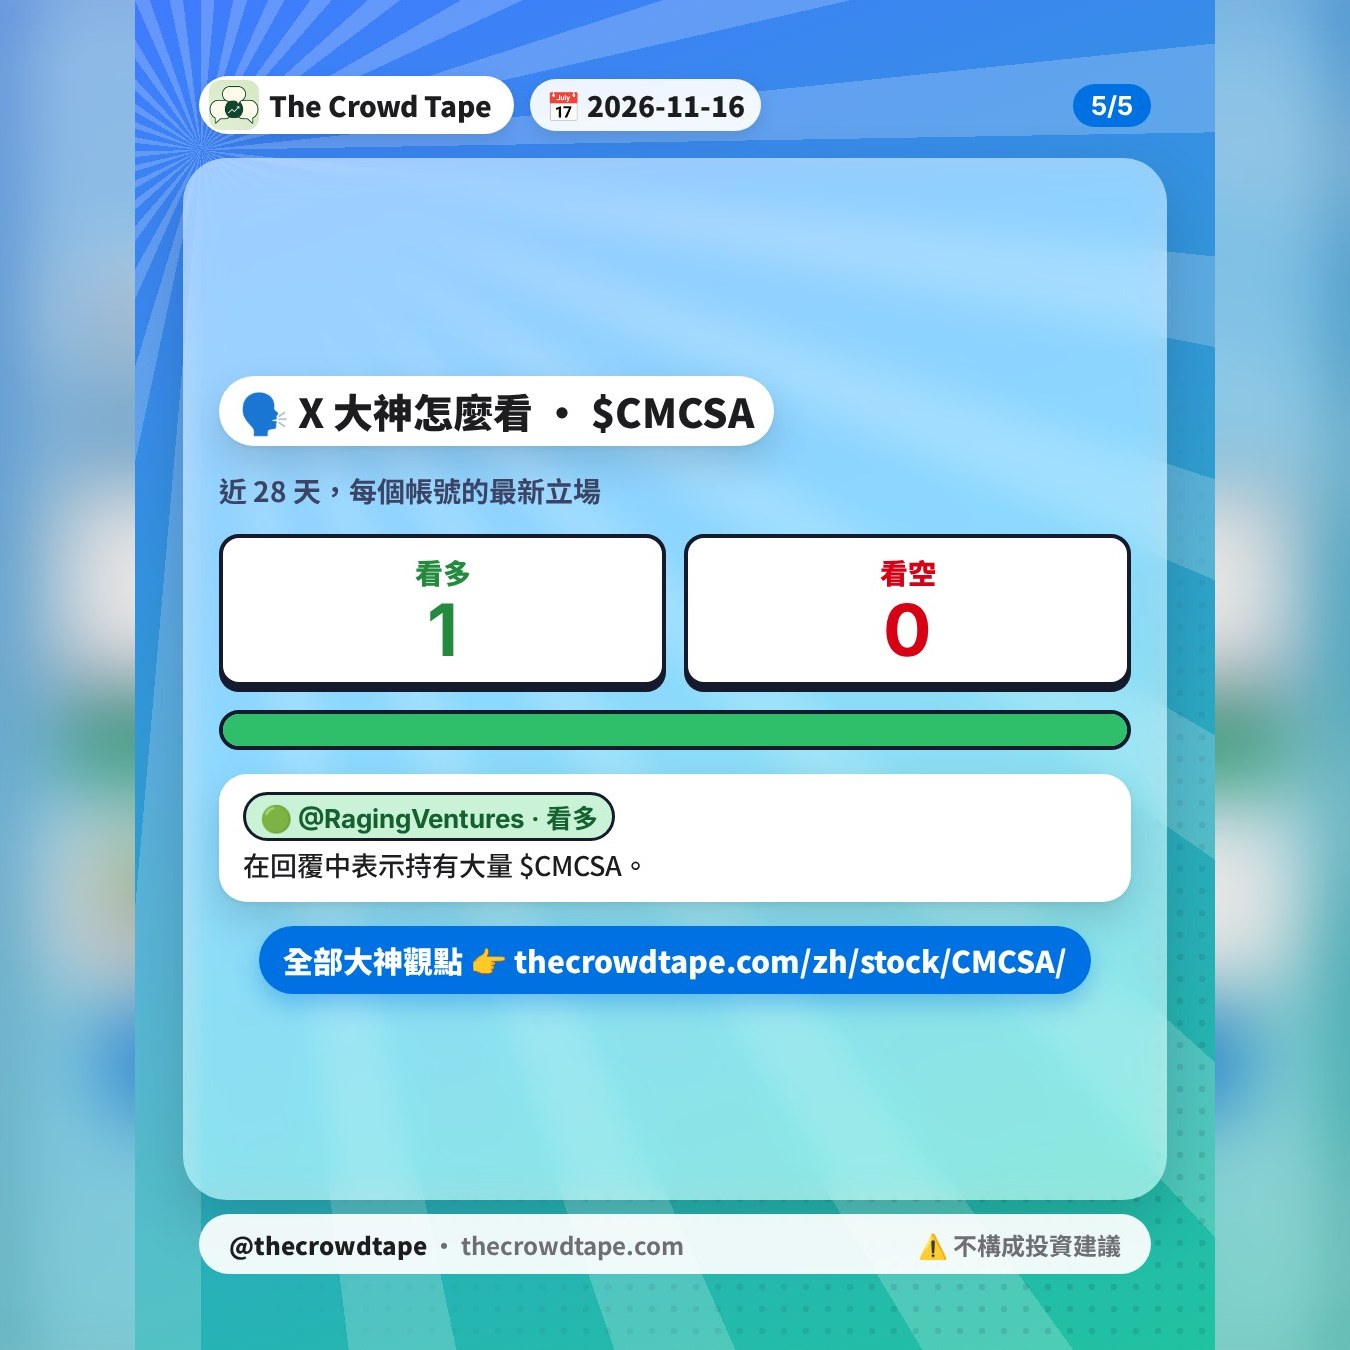 The Crowd Tape
2026-11-16
5/5
X 大神怎麼看 • $CMCSA
近 28 天，每個帳號的最新立場
看多
1
看空
0
@RagingVentures · 看多
在回覆中表示持有大量 $CMCSA。
全部大神觀點 👉 thecrowdtape.com/zh/stock/CMCSA/
@thecrowdtape • thecrowdtape.com
⚠️ 不構成投資建議